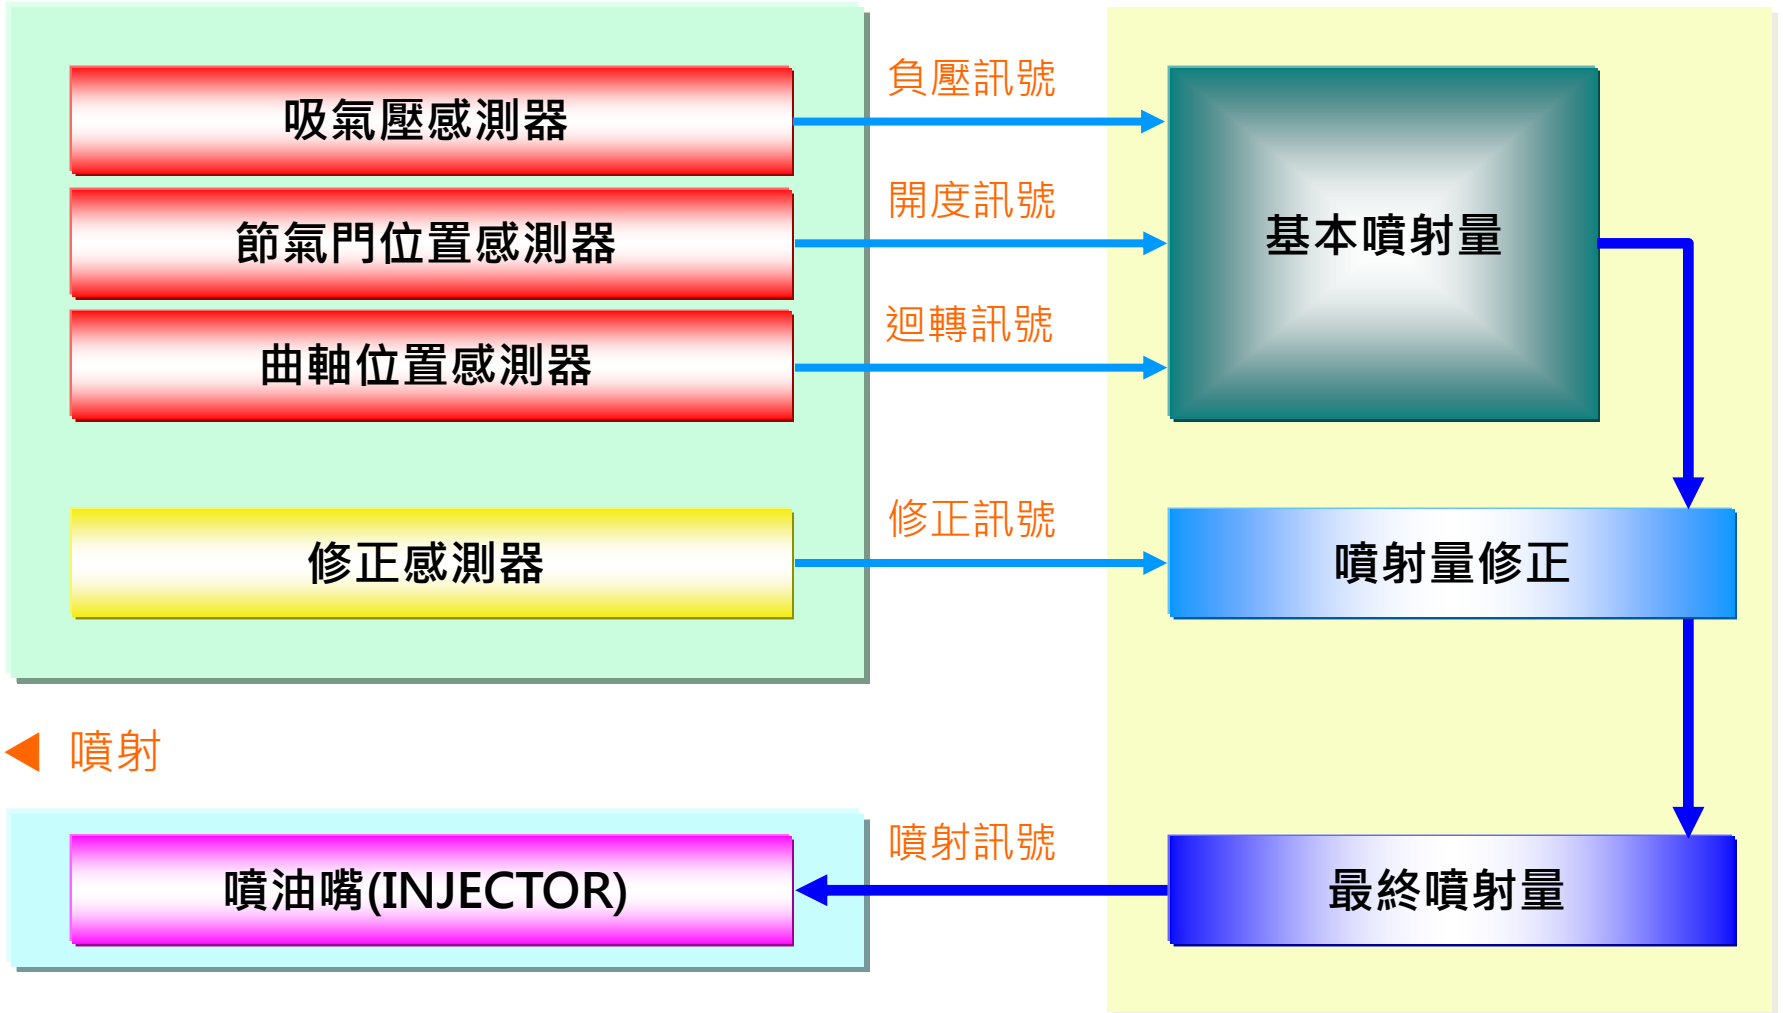 吸氣壓感測器
負壓訊號
節氣門位置感測器
開度訊號
基本噴射量
曲軸位置感測器
迴轉訊號
修正感測器
修正訊號
噴射量修正
噴射
噴油嘴(INJECTOR)
噴射訊號
最終噴射量